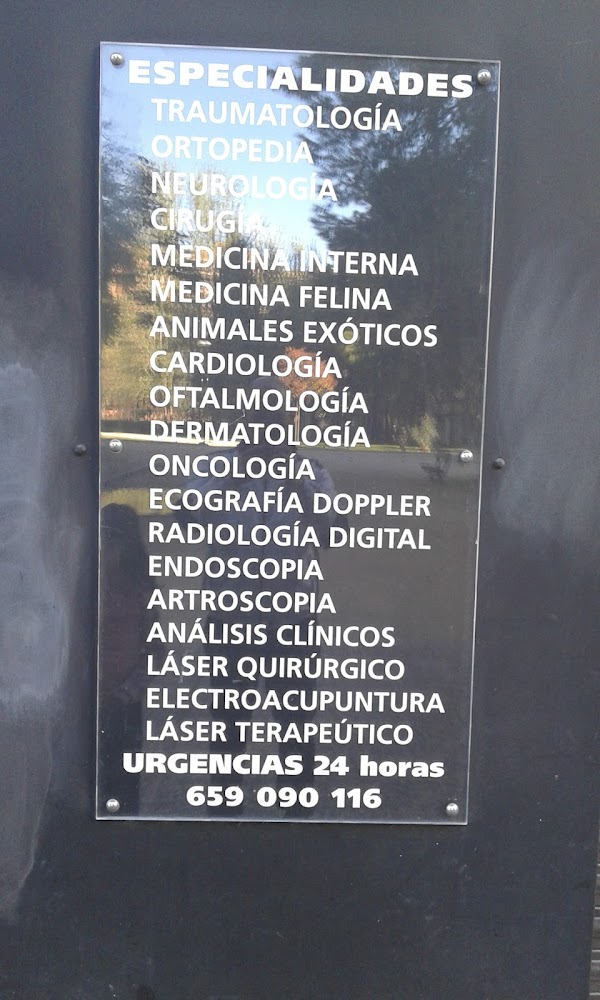 ESPECIALIDADES
TRAUMATOLOGÍA
ORTOPEDIA
NEUROLOGÍA
CIRUGÍA
MEDICINA INTERNA
MEDICINA FELINA
ANIMALES EXÓTICOS
CARDIOLOGÍA
OFTALMOLOGÍA
DERMATOLOGÍA
ONCOLOGÍA
ECOGRAFÍA DOPPLER
RADIOLOGÍA DIGITAL
ENDOSCOPIA
ARTROSCOPIA
ANÁLISIS CLÍNICOS
LÁSER QUIRÚRGICO
ELECTROACUPUNTURA
LÁSER TERAPEÚTICO
URGENCIAS 24 horas
659 090 116